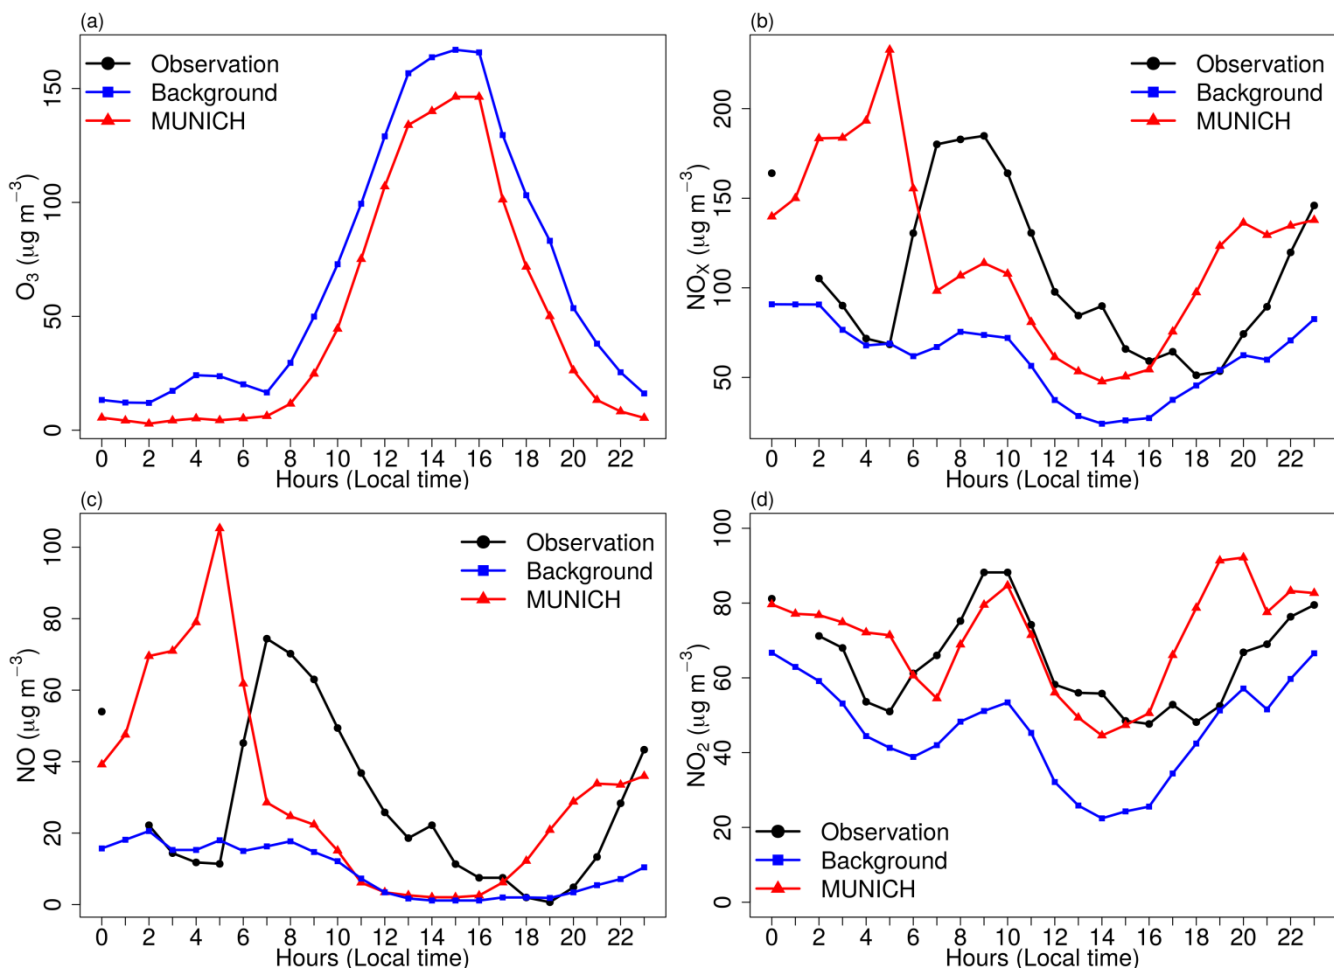 (a)
Observation
Background
MUNICH
O₃ (μg m⁻³)
0 50 100 150
0 2 4 6 8 10 12 14 16 18 20 22
Hours (Local time)
(b)
Observation
Background
MUNICH
NOₓ (μg m⁻³)
50 100 150 200
0 2 4 6 8 10 12 14 16 18 20 22
Hours (Local time)
(c)
Observation
Background
MUNICH
NO (μg m⁻³)
0 20 40 60 80 100
0 2 4 6 8 10 12 14 16 18 20 22
Hours (Local time)
(d)
NO₂ (μg m⁻³)
0 20 40 60 80 100
Observation
Background
MUNICH
0 2 4 6 8 10 12 14 16 18 20 22
Hours (Local time)